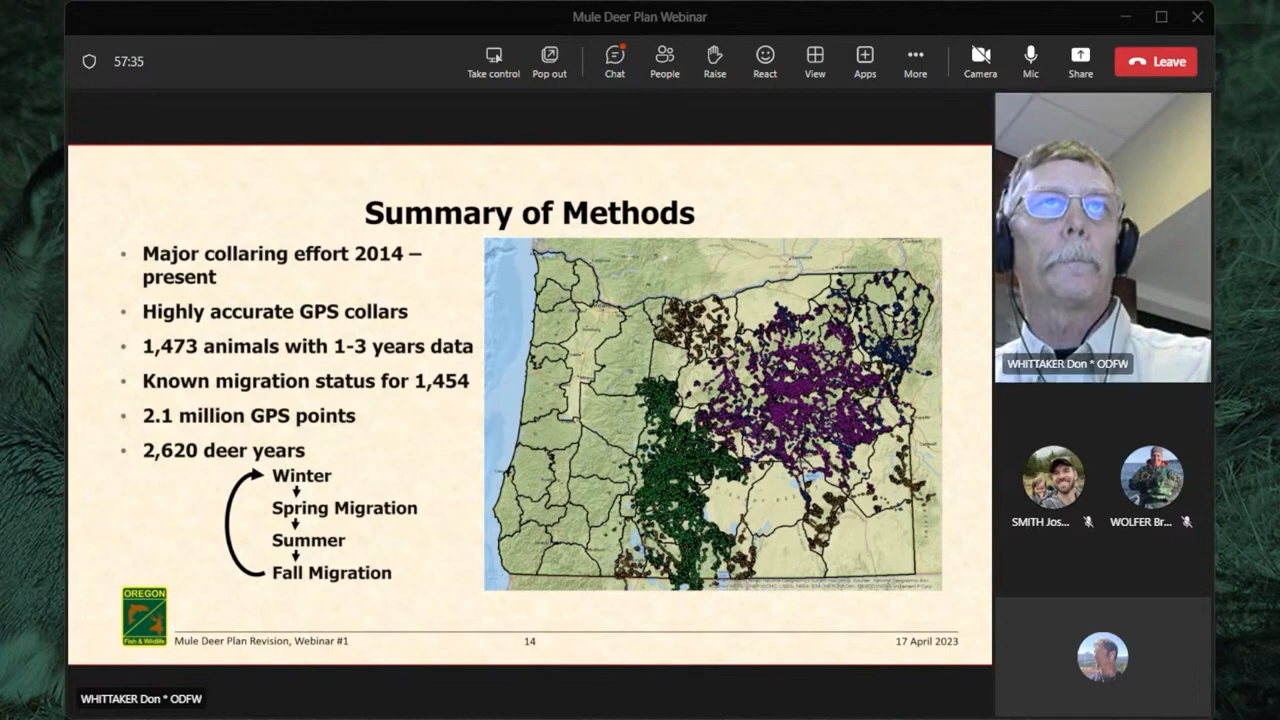 Mule Deer Plan Webinar
57:35
Take control
Pop out
Chat
People
Raise
React
View
Apps
More
Camera
Mic
Share
Leave
Summary of Methods
• Major collaring effort 2014 –
present
• Highly accurate GPS collars
• 1,473 animals with 1-3 years data
• Known migration status for 1,454
• 2.1 million GPS points
• 2,620 deer years
Winter
Spring Migration
Summer
Fall Migration
OREGON
Fish & Wildlife
Mule Deer Plan Revision, Webinar #1
14
17 April 2023
WHITTAKER Don * ODFW
SMITH Jos...
WOLFER Br...
WHITTAKER Don * ODFW